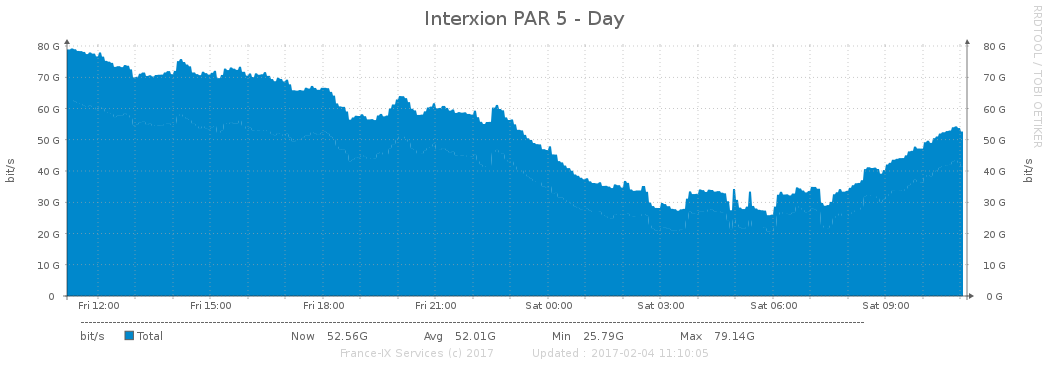 Interxion PAR 5 - Day
RRDTOOL / TOBI OETIKER
bit/s
80 G
70 G
60 G
50 G
40 G
30 G
20 G
10 G
0
80 G
70 G
60 G
50 G
40 G
30 G
20 G
10 G
0 G
bit/s
Fri 12:00 Fri 15:00 Fri 18:00 Fri 21:00 Sat 00:00 Sat 03:00 Sat 06:00 Sat 09:00
bit/s Total Now 52.56G Avg 52.01G Min 25.79G Max 79.14G
France-IX Services (c) 2017 Updated : 2017-02-04 11:10:05